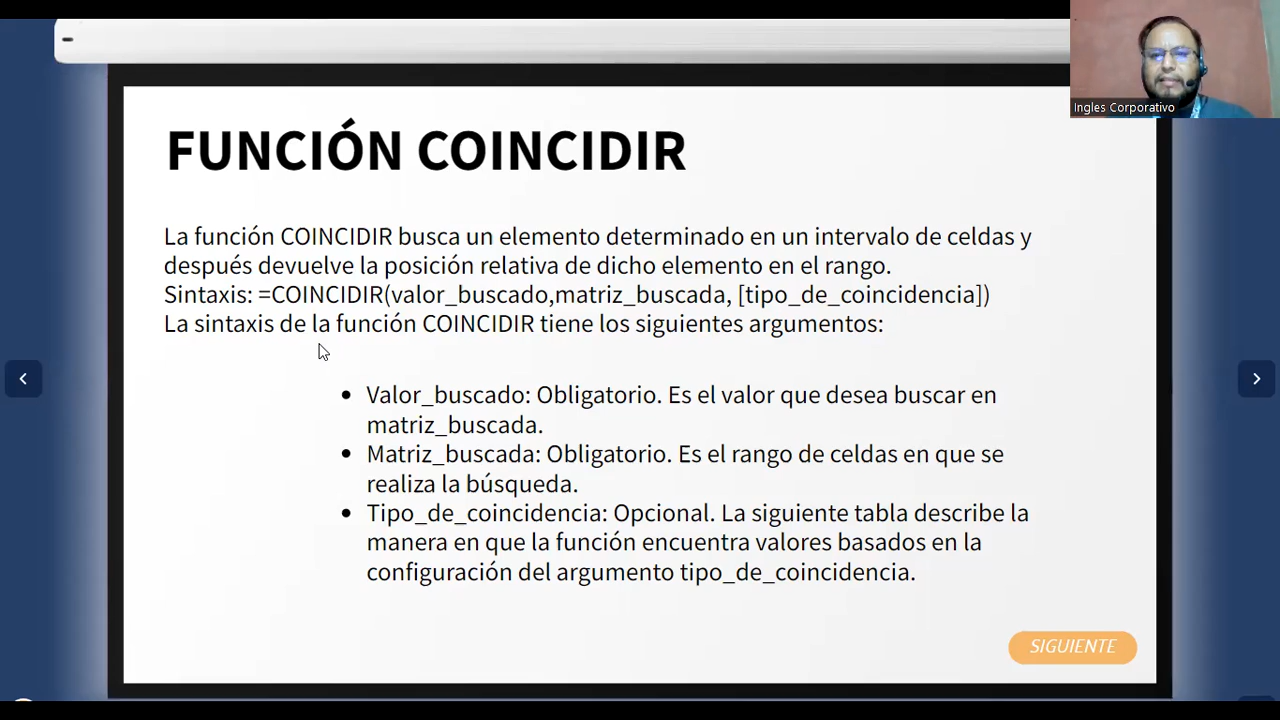 Ingles Corporativo
FUNCIÓN COINCIDIR
La función COINCIDIR busca un elemento determinado en un intervalo de celdas y
después devuelve la posición relativa de dicho elemento en el rango.
Sintaxis: =COINCIDIR(valor_buscado,matriz_buscada, [tipo_de_coincidencia])
La sintaxis de la función COINCIDIR tiene los siguientes argumentos:
• Valor_buscado: Obligatorio. Es el valor que desea buscar en
matriz_buscada.
• Matriz_buscada: Obligatorio. Es el rango de celdas en que se
realiza la búsqueda.
• Tipo_de_coincidencia: Opcional. La siguiente tabla describe la
manera en que la función encuentra valores basados en la
configuración del argumento tipo_de_coincidencia.
SIGUIENTE